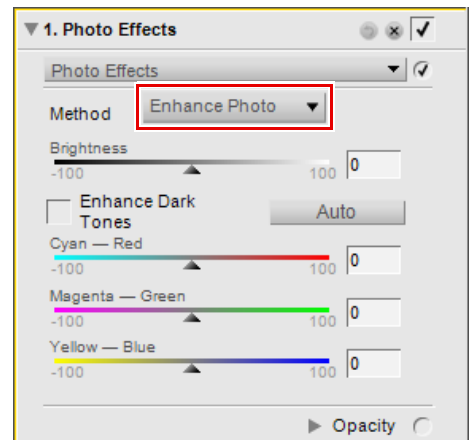 1. Photo Effects
Photo Effects
Method Enhance Photo
Brightness
-100 100 0
Enhance Dark
Tones
Auto
Cyan — Red
-100 100 0
Magenta — Green
-100 100 0
Yellow — Blue
-100 100 0
Opacity